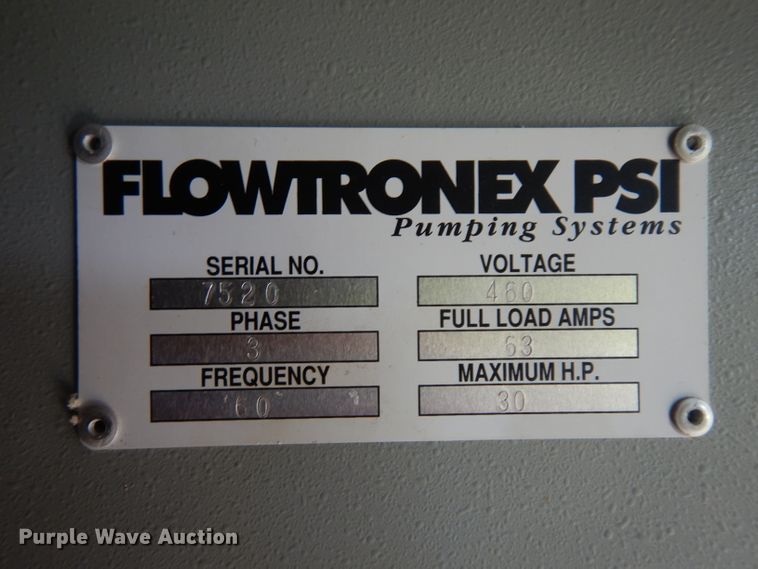 FLOWTRONEX PSI
Pumping Systems
SERIAL NO.
7520
VOLTAGE
460
PHASE
3
FULL LOAD AMPS
63
FREQUENCY
60
MAXIMUM H.P.
30
Purple Wave Auction